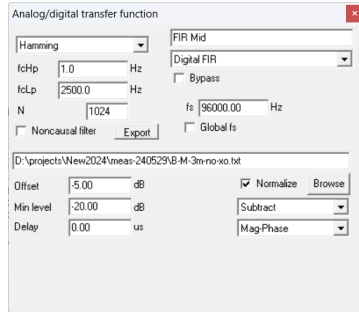 Analog/digital transfer function
Hamming
FIR Mid
Digital FIR
fcHp 1.0 Hz
Bypass
fcLp 2500.0 Hz
fs 96000.00 Hz
N 1024
Global fs
Noncausal filter Export
D:\projects\New2024\meas-240529\B-M-3m-no-xo.txt
Offset -5.00 dB Normalize Browse
Min level -20.00 dB Subtract
Delay 0.00 us Mag-Phase